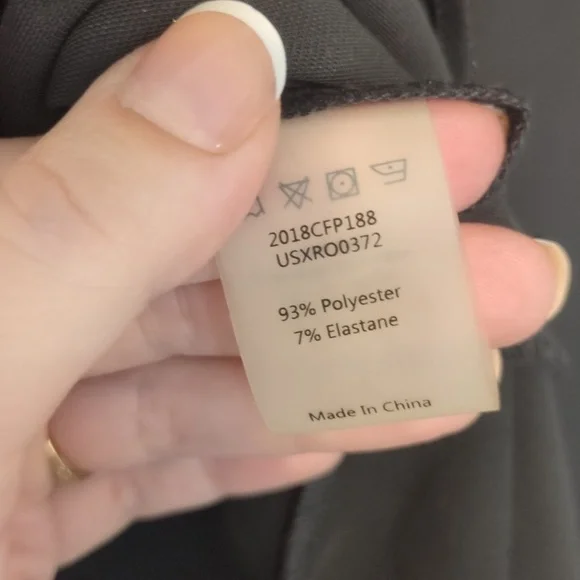 2018CFP188
USXRO0372
93% Polyester
7% Elastane
Made In China